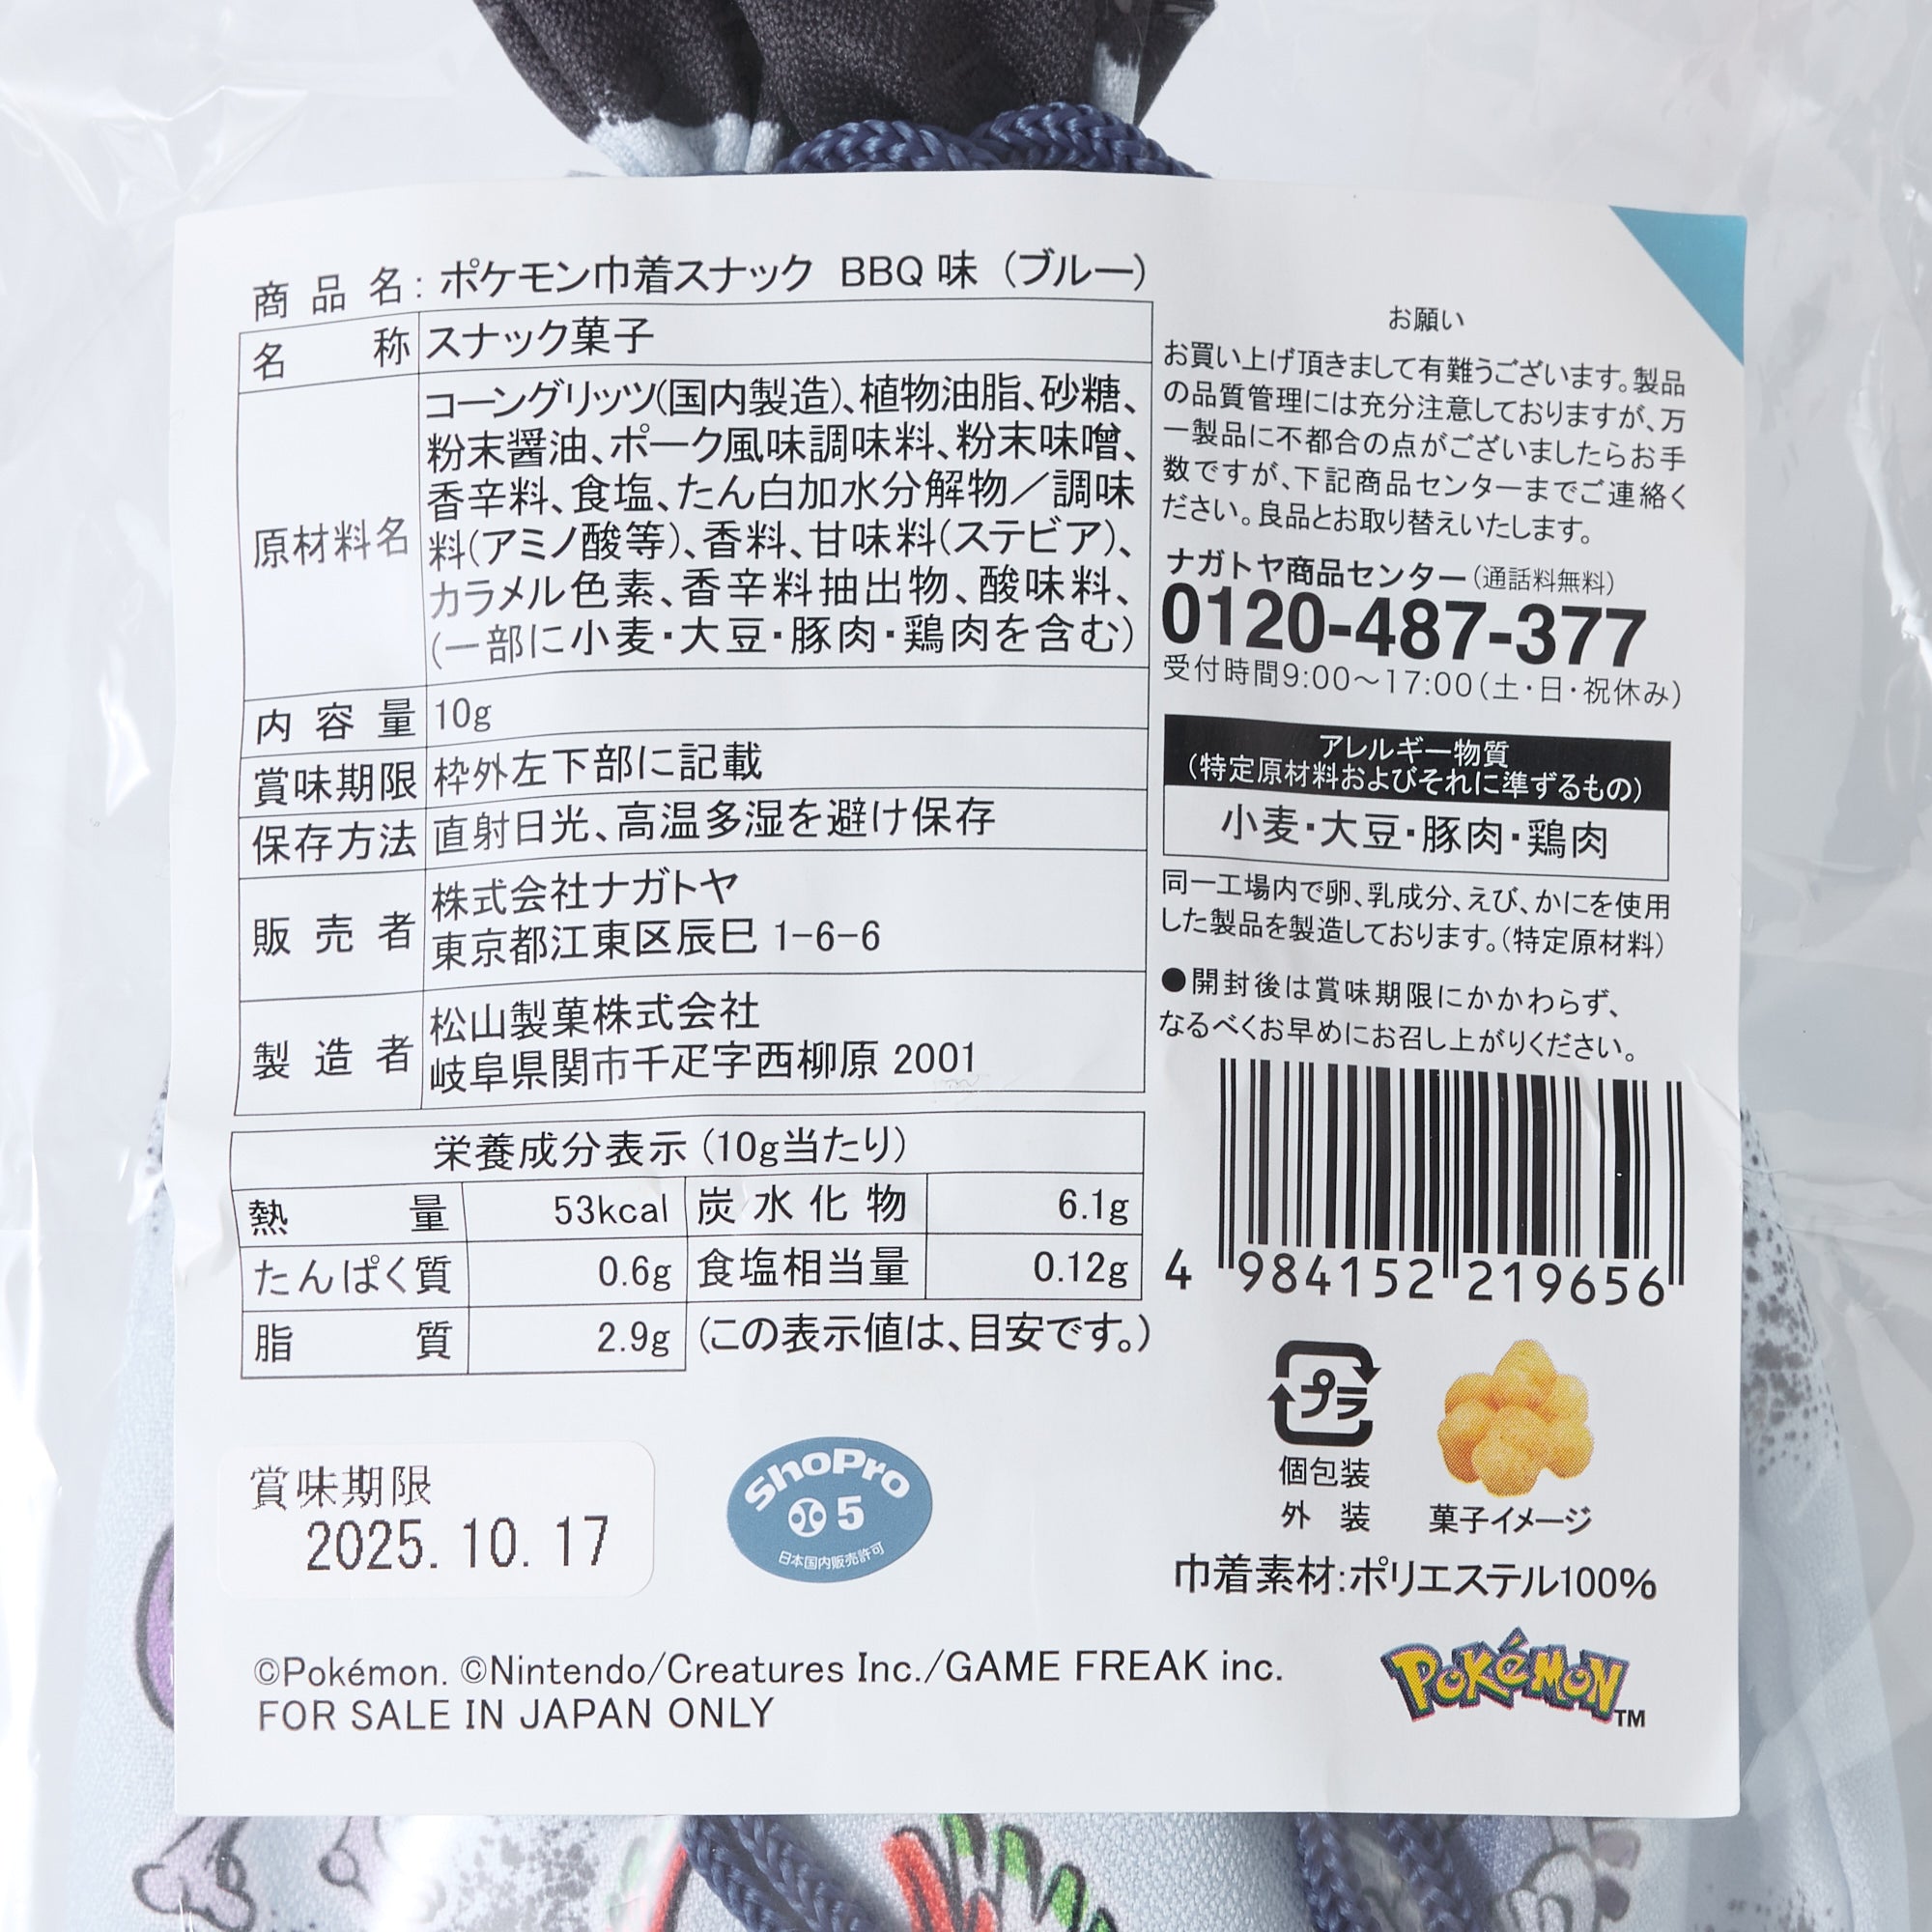 商品名：ポケモン巾着スナック BBQ味（ブルー）
名称 スナック菓子
原材料名
コーングリッツ(国内製造)、植物油脂、砂糖、
粉末醤油、ポーク風味調味料、粉末味噌、
香辛料、食塩、たん白加水分解物／調味
料(アミノ酸等)、香料、甘味料(ステビア)、
カラメル色素、香辛料抽出物、酸味料、
(一部に小麦・大豆・豚肉・鶏肉を含む)
内容量 10g
賞味期限 枠外左下部に記載
保存方法 直射日光、高温多湿を避け保存
販売者
株式会社ナガトヤ
東京都江東区辰巳 1-6-6
製造者
松山製菓株式会社
岐阜県関市千疋字西柳原 2001
栄養成分表示 (10g当たり)
熱量 53kcal 炭水化物 6.1g
たんぱく質 0.6g 食塩相当量 0.12g
脂質 2.9g (この表示値は、目安です。)
賞味期限
2025.10.17
ShoPro
5
日本国内販売許可
お願い
お買い上げ頂きまして有難うございます。製品
の品質管理には充分注意しておりますが、万
一製品に不都合の点がございましたらお手
数ですが、下記商品センターまでご連絡く
ださい。良品とお取り替えいたします。
ナガトヤ商品センター(通話料無料)
0120-487-377
受付時間9:00〜17:00(土・日・祝休み)
アレルギー物質
(特定原材料およびそれに準ずるもの)
小麦・大豆・豚肉・鶏肉
同一工場内で卵、乳成分、えび、かにを使用
した製品を製造しております。(特定原材料)
●開封後は賞味期限にかかわらず、
なるべくお早めにお召し上がりください。
4 984152 219656
プラ
個包装
外装
菓子イメージ
巾着素材:ポリエステル100%
©Pokémon. ©Nintendo/Creatures Inc./GAME FREAK inc.
FOR SALE IN JAPAN ONLY
POKéMON TM